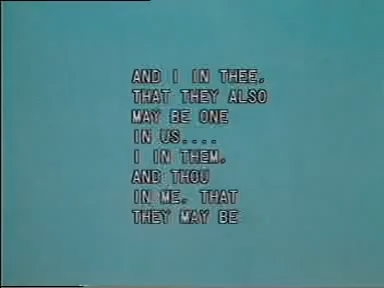 AND I IN THEE,
THAT THEY ALSO
MAY BE ONE
IN US....
I IN THEM,
AND THOU
IN ME, THAT
THEY MAY BE